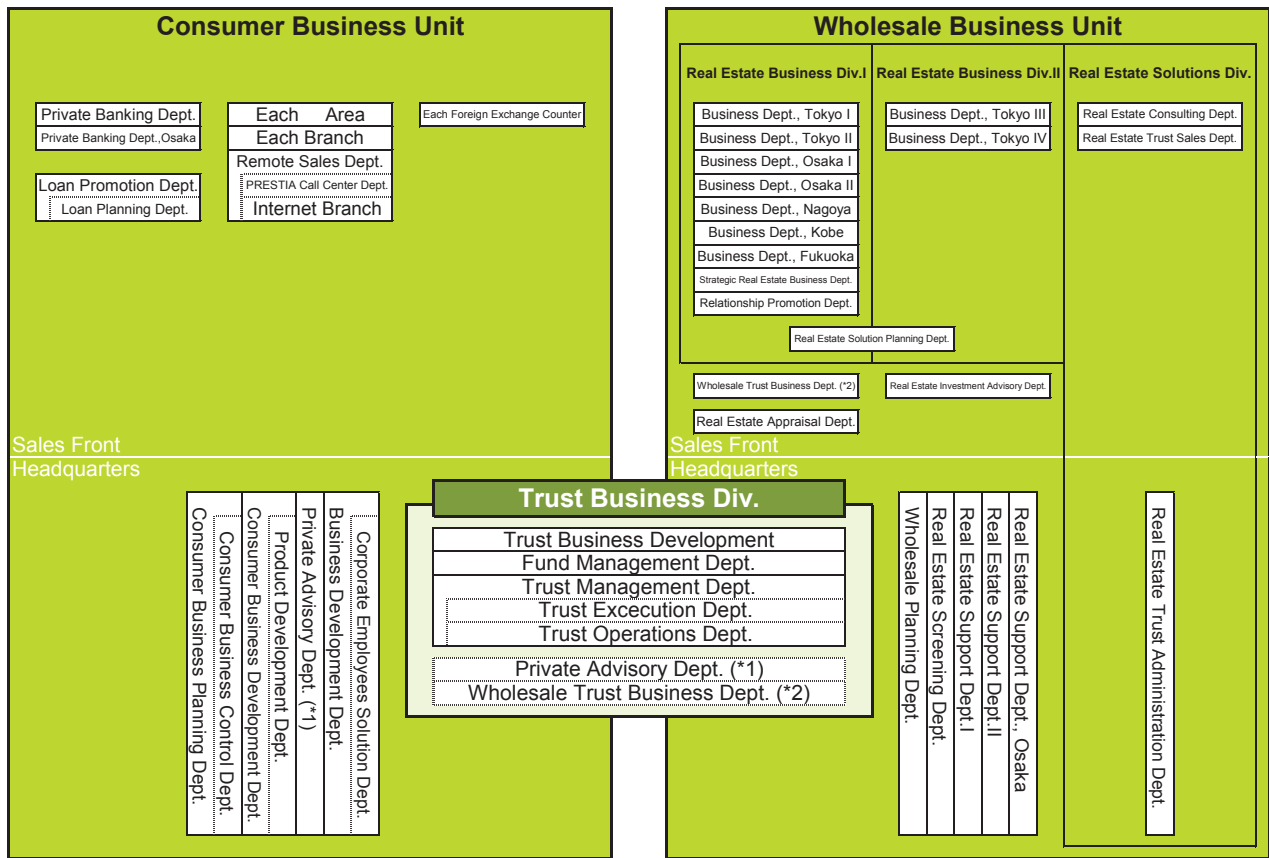 Consumer Business Unit
Private Banking Dept.
Private Banking Dept.,Osaka
Loan Promotion Dept.
Loan Planning Dept.
Each Area
Each Branch
Remote Sales Dept.
PRESTIA Call Center Dept.
Internet Branch
Each Foreign Exchange Counter
Sales Front
Headquarters
Consumer Business Planning Dept.
Consumer Business Control Dept.
Consumer Business Development Dept.
Product Development Dept.
Private Advisory Dept. (*1)
Business Development Dept.
Corporate Employees Solution Dept.
Trust Business Div.
Trust Business Development
Fund Management Dept.
Trust Management Dept.
Trust Excecution Dept.
Trust Operations Dept.
Private Advisory Dept. (*1)
Wholesale Trust Business Dept. (*2)
Wholesale Business Unit
Real Estate Business Div.I
Business Dept., Tokyo I
Business Dept., Tokyo II
Business Dept., Osaka I
Business Dept., Osaka II
Business Dept., Nagoya
Business Dept., Kobe
Business Dept., Fukuoka
Strategic Real Estate Business Dept.
Relationship Promotion Dept.
Real Estate Business Div.II
Business Dept., Tokyo III
Business Dept., Tokyo IV
Real Estate Solution Planning Dept.
Real Estate Solutions Div.
Real Estate Consulting Dept.
Real Estate Trust Sales Dept.
Wholesale Trust Business Dept. (*2)
Real Estate Investment Advisory Dept.
Real Estate Appraisal Dept.
Sales Front
Headquarters
Wholesale Planning Dept.
Real Estate Screening Dept.
Real Estate Support Dept.I
Real Estate Support Dept.II
Real Estate Support Dept., Osaka
Real Estate Trust Administration Dept.